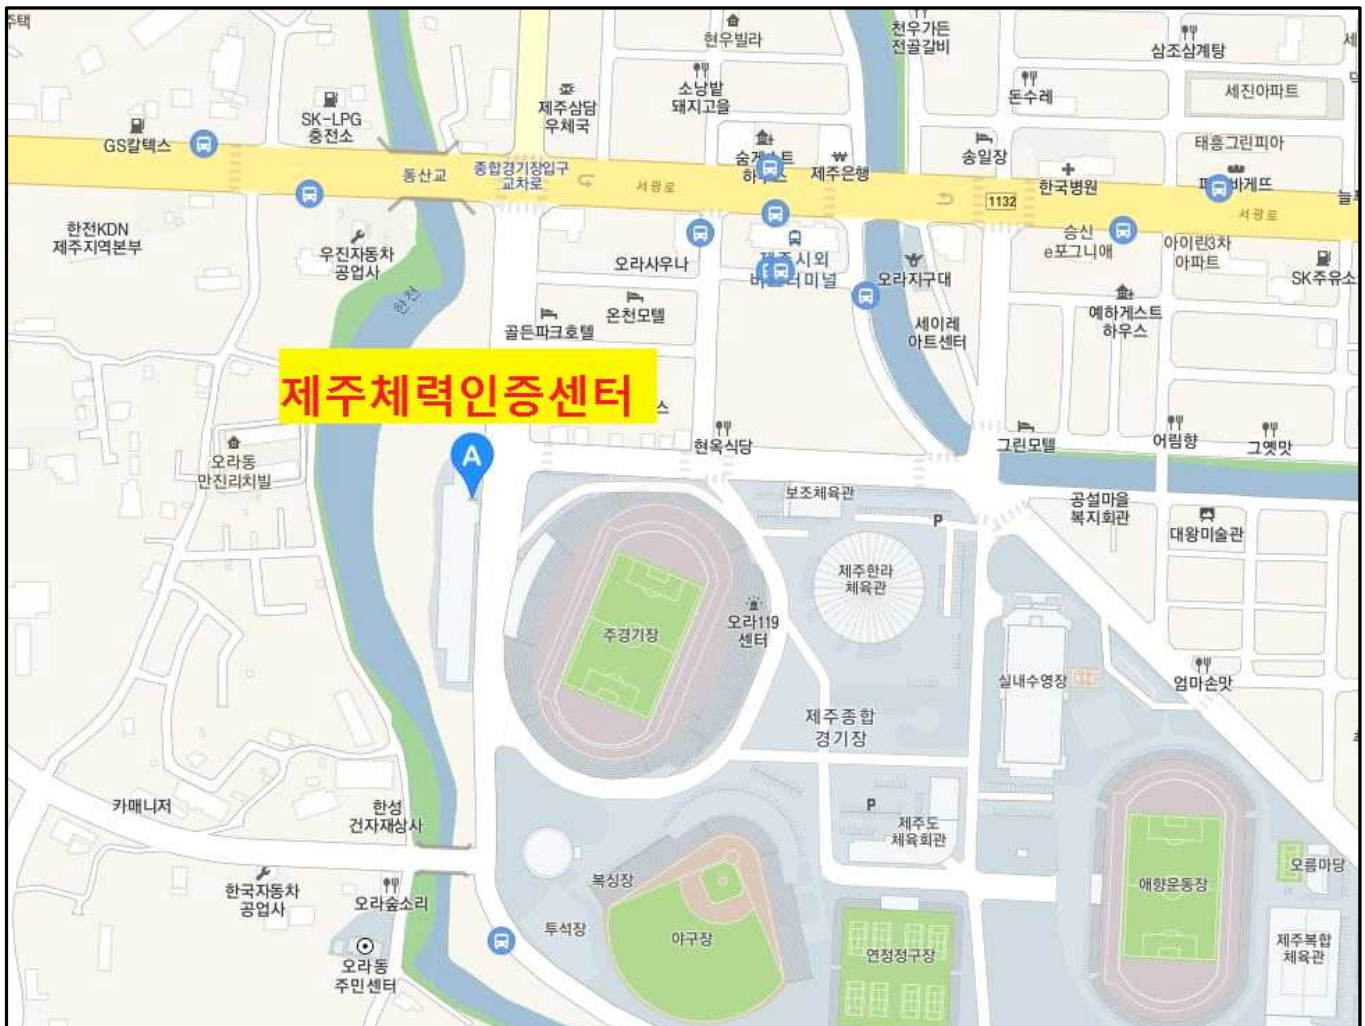 주택
현우빌라
천우가든
전골갈비
삼조삼계탕
세
SK-LPG
충전소
GS칼텍스
제주삼담
우체국
소낭밭
돼지고을
돈수레
세진아파트
태흥그린피아
동산교
종합경기장입구
교차로
서광로
제주은행
송일장
한국병원
1132
서광로
한전KDN
제주지역본부
우진자동차
공업사
오라사우나
제주시외
오라지구대
승신
e포그니애
아이린3차
아파트
SK주유소
한천
골든파크호텔
온천모텔
세이레
아트센터
예하게스트
하우스
제주체력인증센터
스
A
오라동
만진리치빌
현옥식당
그린모텔
어림향
그옛맛
보조체육관
P
공설마을
복지회관
대왕미술관
제주한라
체육관
주경기장
오라119
센터
실내수영장
엄마손맛
제주종합
경기장
카매니저
한성
건자재상사
P
제주도
체육회관
한국자동차
공업사
오라숲소리
복싱장
투석장
야구장
연정정구장
애향운동장
오름마당
제주복합
체육관
오라동
주민센터